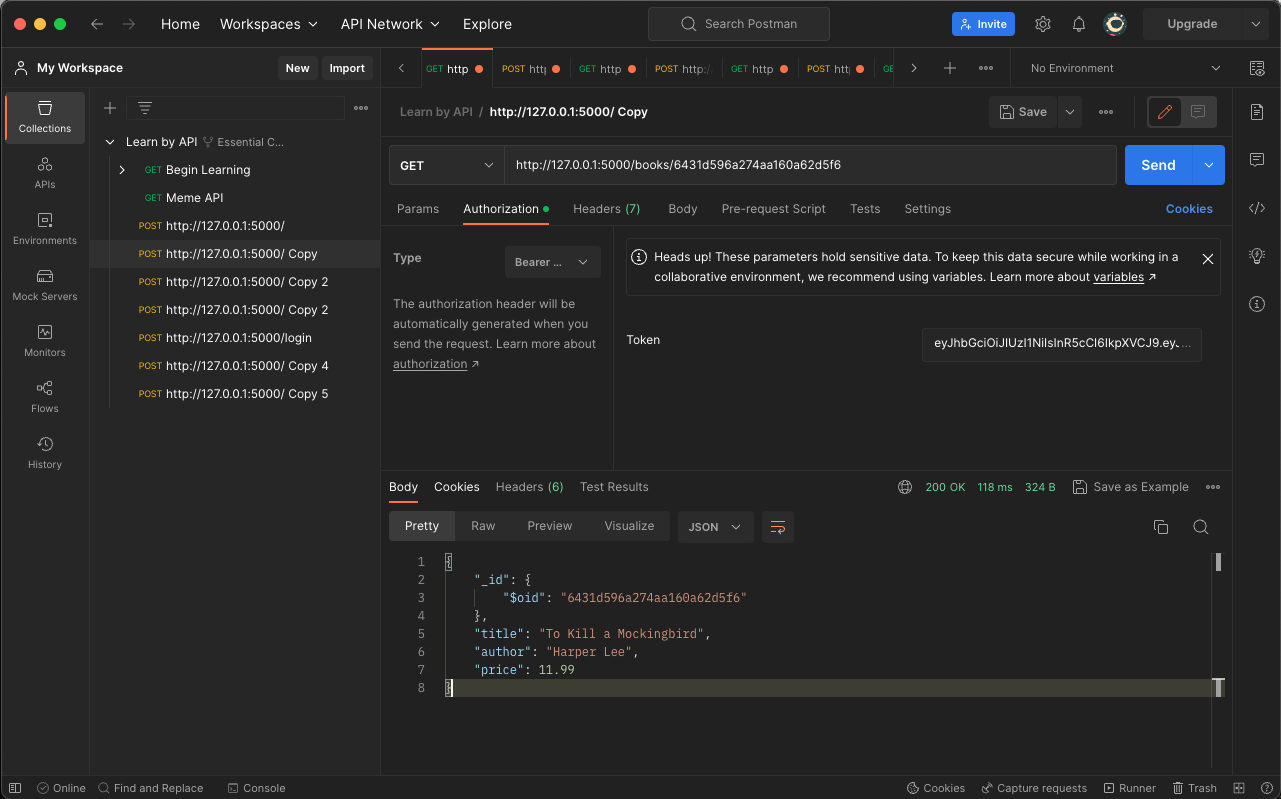 Home Workspaces API Network Explore Search Postman Invite Upgrade
My Workspace New Import GET http POST htt GET http POST http:/ GET http POST htt GE No Environment
Collections
APIs
Environments
Mock Servers
Monitors
Flows
History
Learn by API Essential C...
GET Begin Learning
GET Meme API
POST http://127.0.0.1:5000/
POST http://127.0.0.1:5000/ Copy
POST http://127.0.0.1:5000/ Copy 2
POST http://127.0.0.1:5000/ Copy 2
POST http://127.0.0.1:5000/login
POST http://127.0.0.1:5000/ Copy 4
POST http://127.0.0.1:5000/ Copy 5
Learn by API / http://127.0.0.1:5000/ Copy Save
GET http://127.0.0.1:5000/books/6431d596a274aa160a62d5f6 Send
Params Authorization Headers (7) Body Pre-request Script Tests Settings Cookies
Type Bearer ...
The authorization header will be
automatically generated when you
send the request. Learn more about
authorization ↗
Heads up! These parameters hold sensitive data. To keep this data secure while working in a
collaborative environment, we recommend using variables. Learn more about variables ↗
Token
Body Cookies Headers (6) Test Results 200 OK 118 ms 324 B Save as Example
Pretty Raw Preview Visualize JSON
1 {
2 "_id": {
3 "$oid": "6431d596a274aa160a62d5f6"
4 },
5 "title": "To Kill a Mockingbird",
6 "author": "Harper Lee",
7 "price": 11.99
8 }
Online Find and Replace Console Cookies Capture requests Runner Trash